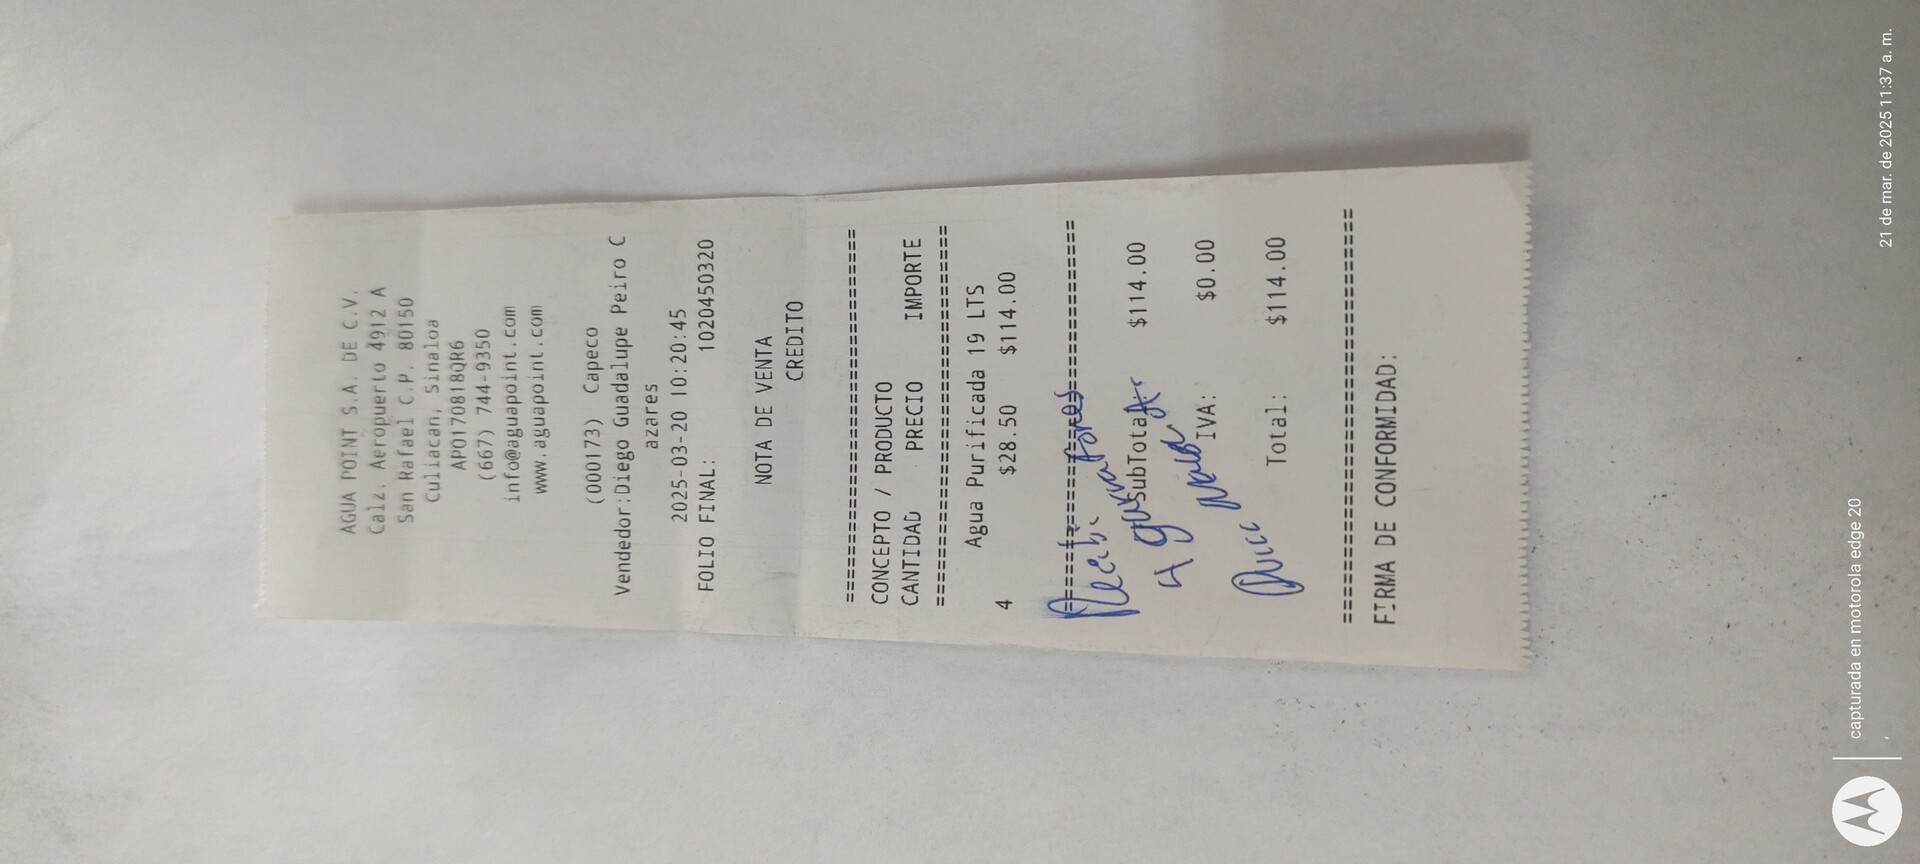 AGUA POINT S.A. DE C.V.
Calz. Aeropuerto 4912 A
San Rafael C.P. 80150
Culiacan, Sinaloa
APO170818QR6
(667) 744-9350
info@aguapoint.com
www.aguapoint.com
(000173) Capeco
Vendedor:Diego Guadalupe Peiro C
azares
2025-03-20 10:20:45
FOLIO FINAL: 1020450320
NOTA DE VENTA
CREDITO
================================
CONCEPTO / PRODUCTO
CANTIDAD PRECIO IMPORTE
================================
Agua Purificada 19 LTS
4 $28.50 $114.00
================================
Recibi
SubTotal: $114.00
4
IVA: $0.00
Total: $114.00
================================
FIRMA DE CONFORMIDAD:
capturada en motorola edge 20
21 de mar. de 2025 11:37 a. m.